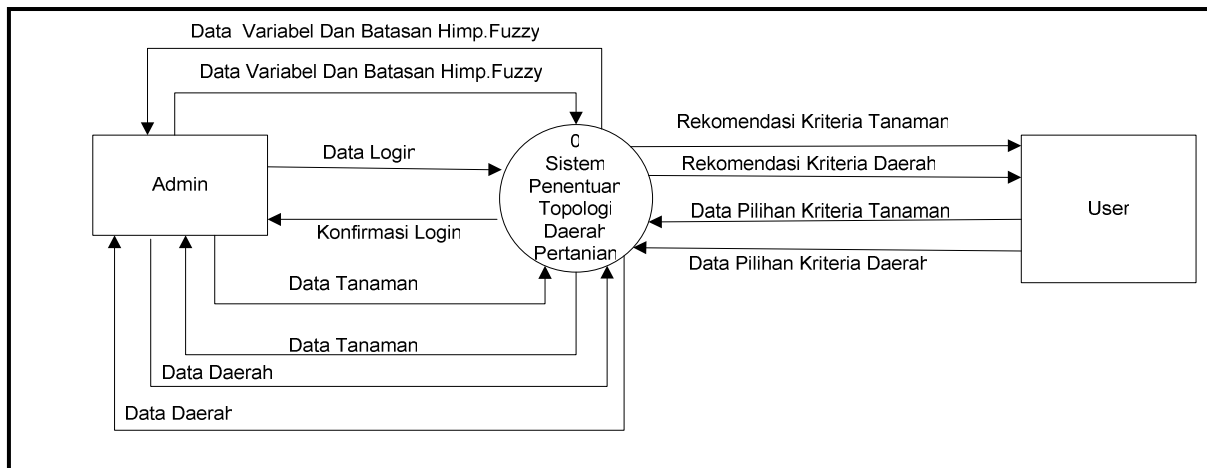 Data  Variabel Dan Batasan Himp.Fuzzy
Data Variabel Dan Batasan Himp.Fuzzy
Admin
Data Login
Konfirmasi Login
0
Sistem
Penentuan
Topologi
Daerah
Pertanian
Rekomendasi Kriteria Tanaman
Rekomendasi Kriteria Daerah
Data Pilihan Kriteria Tanaman
Data Pilihan Kriteria Daerah
User
Data Tanaman
Data Tanaman
Data Daerah
Data Daerah